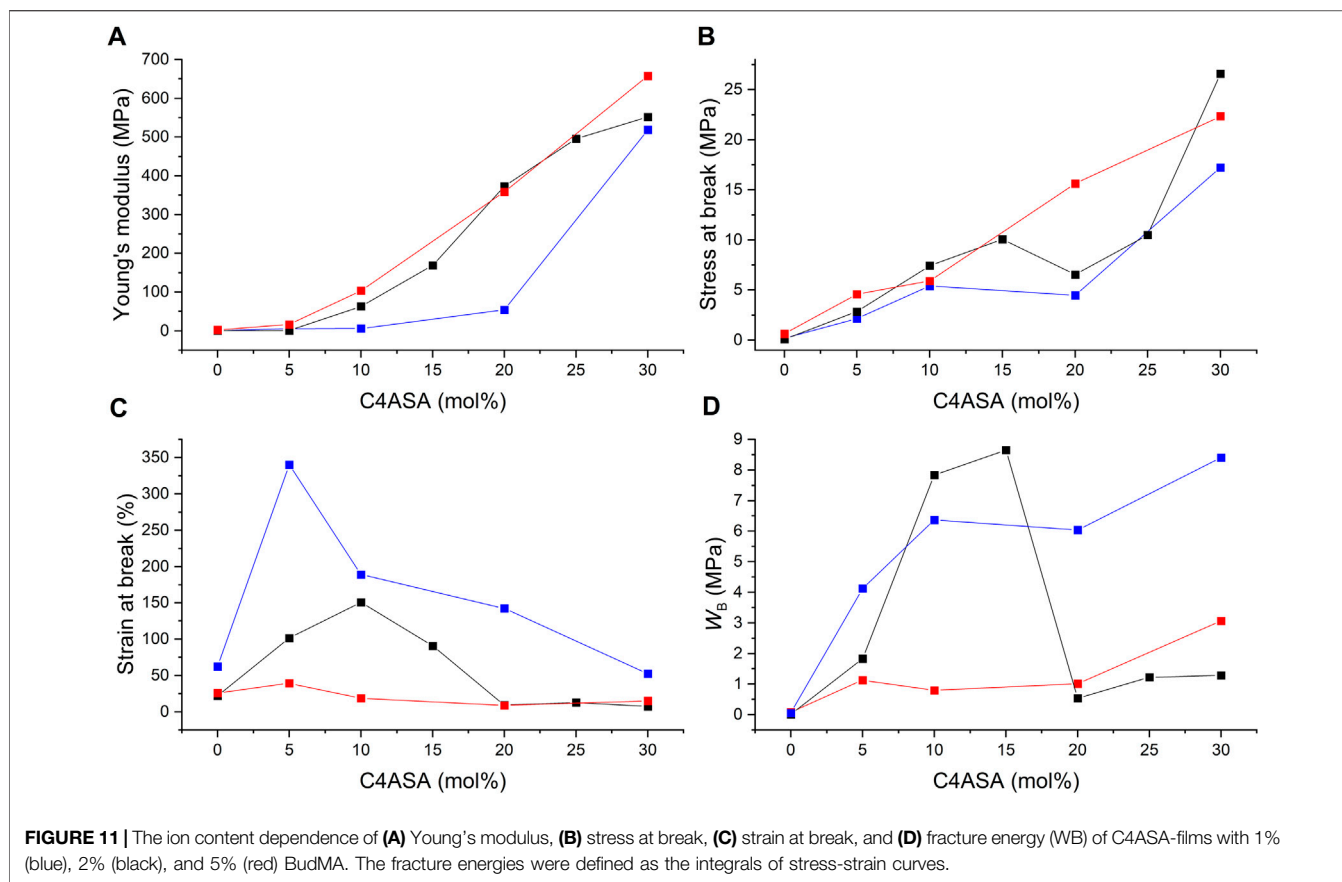 A
Young's modulus (MPa)
700
600
500
400
300
200
100
0
0 5 10 15 20 25 30
C4ASA (mol%)
B
Stress at break (MPa)
25
20
15
10
5
0
0 5 10 15 20 25 30
C4ASA (mol%)
C
Strain at break (%)
350
300
250
200
150
100
50
0
0 5 10 15 20 25 30
C4ASA (mol%)
D
WB (MPa)
9
8
7
6
5
4
3
2
1
0
0 5 10 15 20 25 30
C4ASA (mol%)
FIGURE 11 | The ion content dependence of (A) Young's modulus, (B) stress at break, (C) strain at break, and (D) fracture energy (WB) of C4ASA-films with 1%
(blue), 2% (black), and 5% (red) BudMA. The fracture energies were defined as the integrals of stress-strain curves.